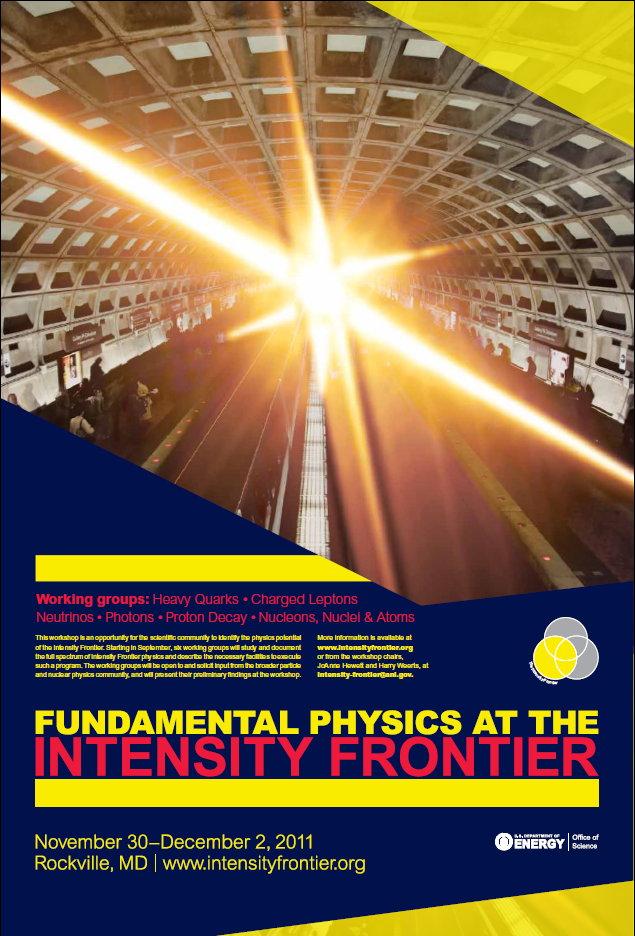 Working groups: Heavy Quarks • Charged Leptons
Neutrinos • Photons • Proton Decay • Nucleons, Nuclei & Atoms
This workshop is an opportunity for the scientific community to identify the physics potential
of the Intensity Frontier. Starting in September, six working groups will study and document
the full spectrum of Intensity Frontier physics and describe the necessary facilities to execute
such a program. The working groups will be open to and solicit input from the broader particle
and nuclear physics community, and will present their preliminary findings at the workshop.
More information is available at
www.intensityfrontier.org
or from the workshop chairs,
JoAnne Hewett and Harry Weerts, at
intensity-frontier@anl.gov.
FUNDAMENTAL PHYSICS AT THE
INTENSITY FRONTIER
November 30–December 2, 2011
Rockville, MD | www.intensityfrontier.org
U.S. DEPARTMENT OF
ENERGY
Office of
Science